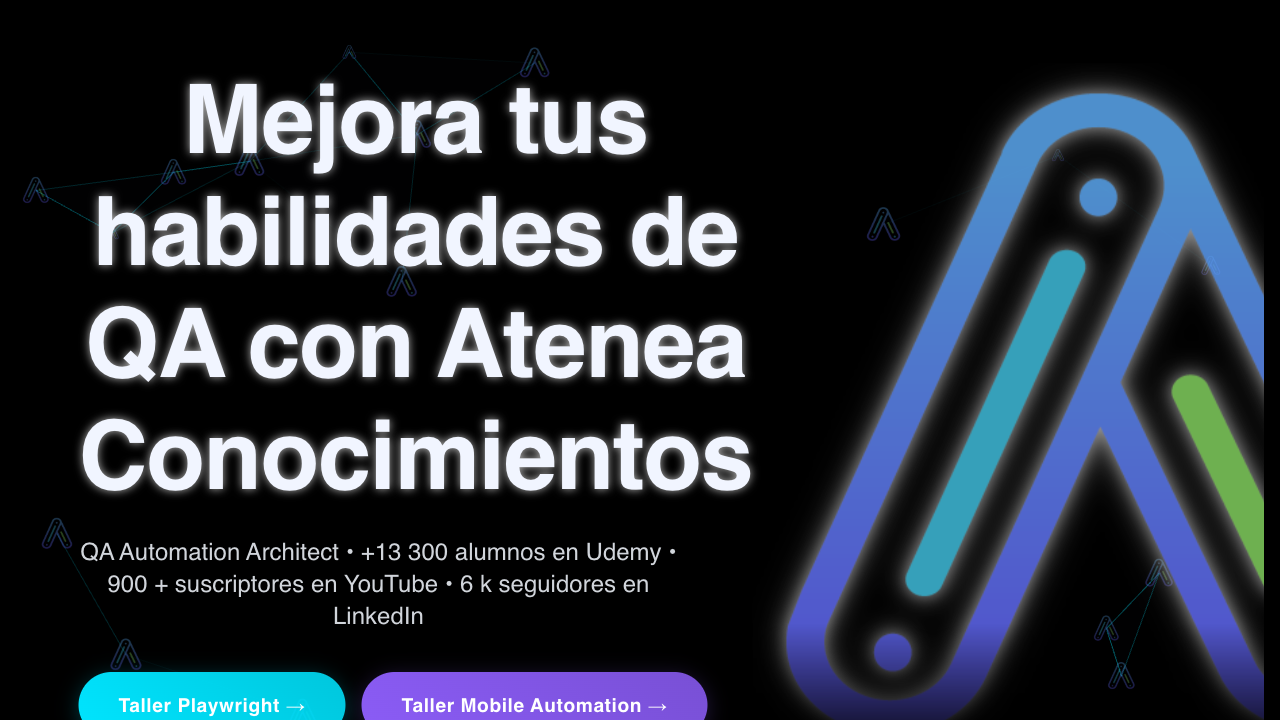 Mejora tus
habilidades de
QA con Atenea
Conocimientos
QA Automation Architect • +13 300 alumnos en Udemy •
900 + suscriptores en YouTube • 6 k seguidores en
LinkedIn
Taller Playwright →
Taller Mobile Automation →